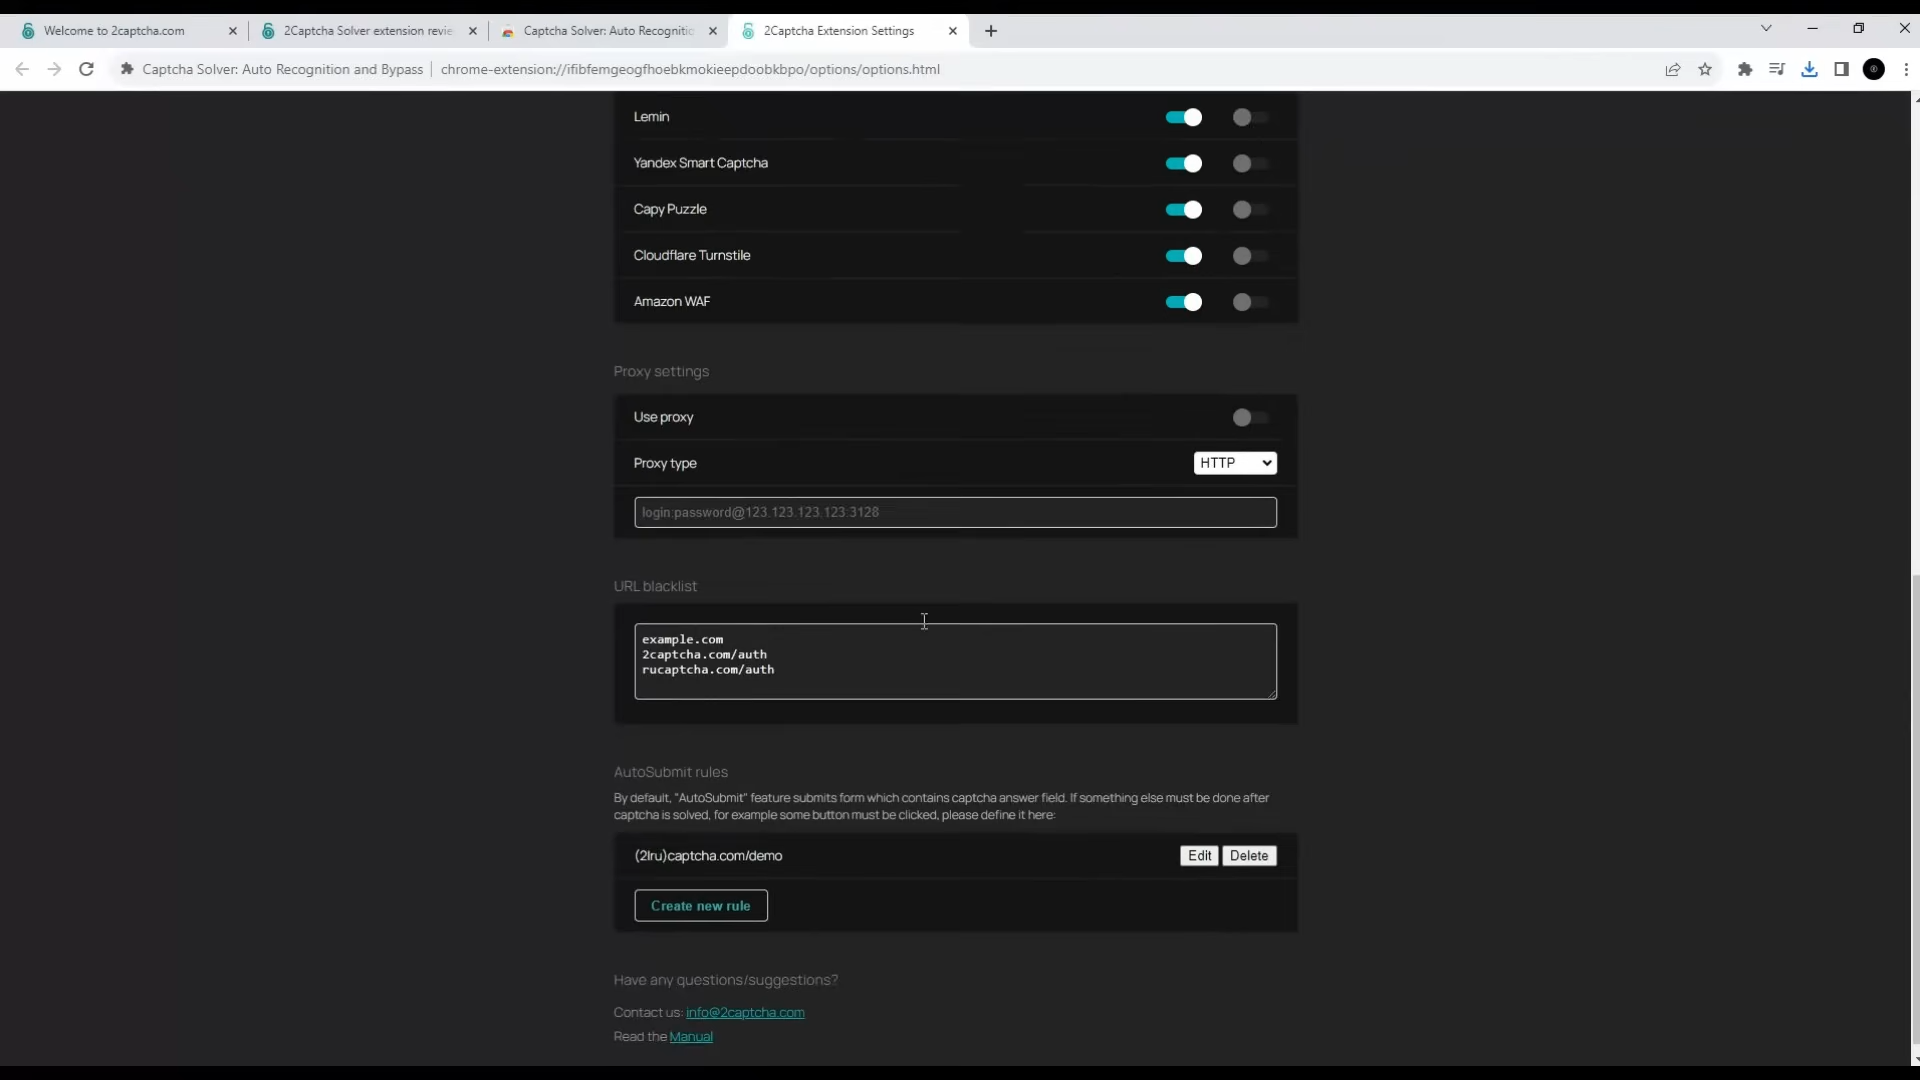 Welcome to 2captcha.com
2Captcha Solver extension revie
Captcha Solver: Auto Recognitio
2Captcha Extension Settings
Captcha Solver: Auto Recognition and Bypass
chrome-extension://ifibfemgeogfhoebkmokieepdoobkbpo/options/options.html
Lemin
Yandex Smart Captcha
Capy Puzzle
Cloudflare Turnstile
Amazon WAF
Proxy settings
Use proxy
Proxy type HTTP
login:password@123.123.123.123:3128
URL blacklist
example.com
2captcha.com/auth
rucaptcha.com/auth
AutoSubmit rules
By default, "AutoSubmit" feature submits form which contains captcha answer field. If something else must be done after
captcha is solved, for example some button must be clicked, please define it here:
(2|ru)captcha.com/demo Edit Delete
Create new rule
Have any questions/suggestions?
Contact us: info@2captcha.com
Read the Manual